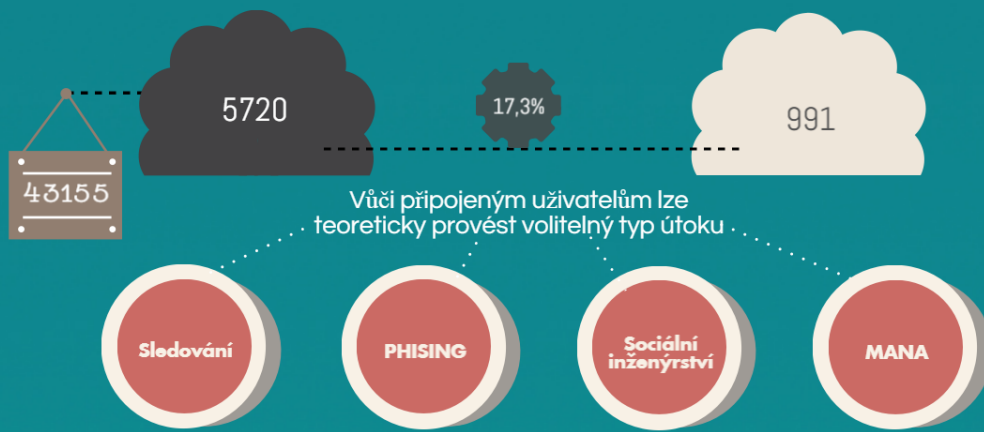 5720
17,3%
991
43155
Vůči připojeným uživatelům lze
teoreticky provést volitelný typ útoku
Sledování
PHISING
Sociální
inženýrství
MANA